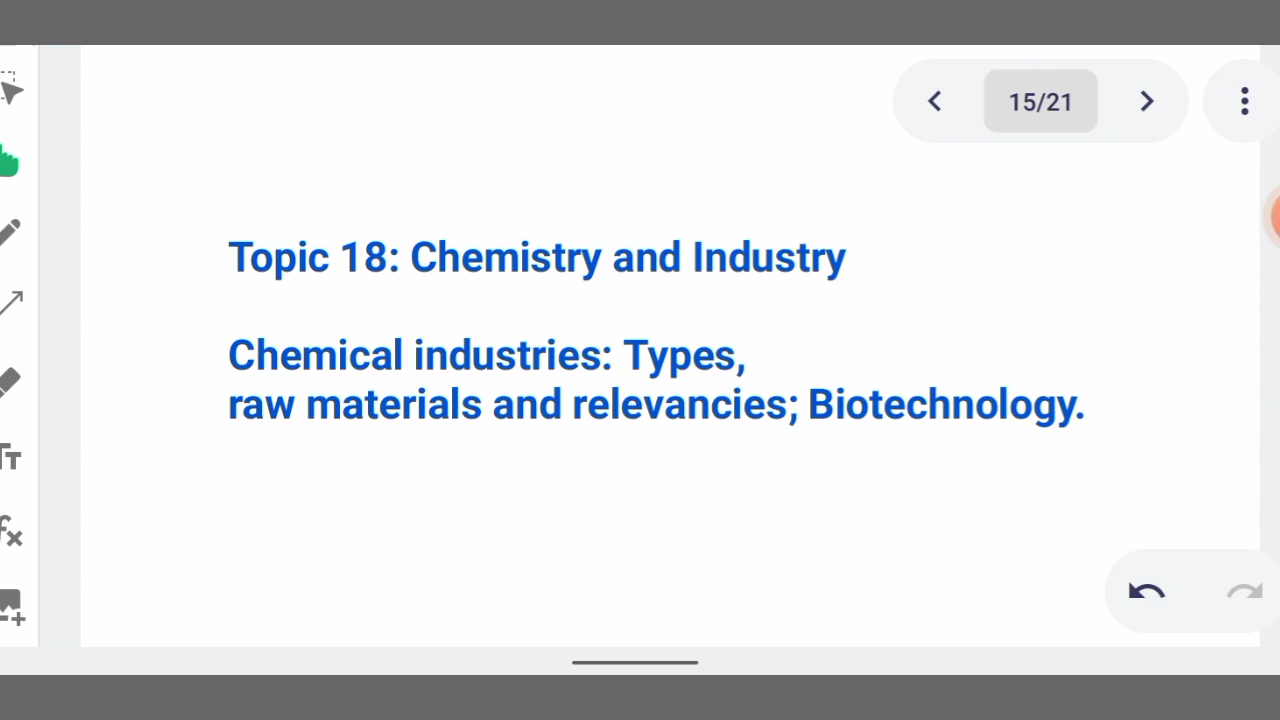 15/21
Topic 18: Chemistry and Industry
Chemical industries: Types,
raw materials and relevancies; Biotechnology.